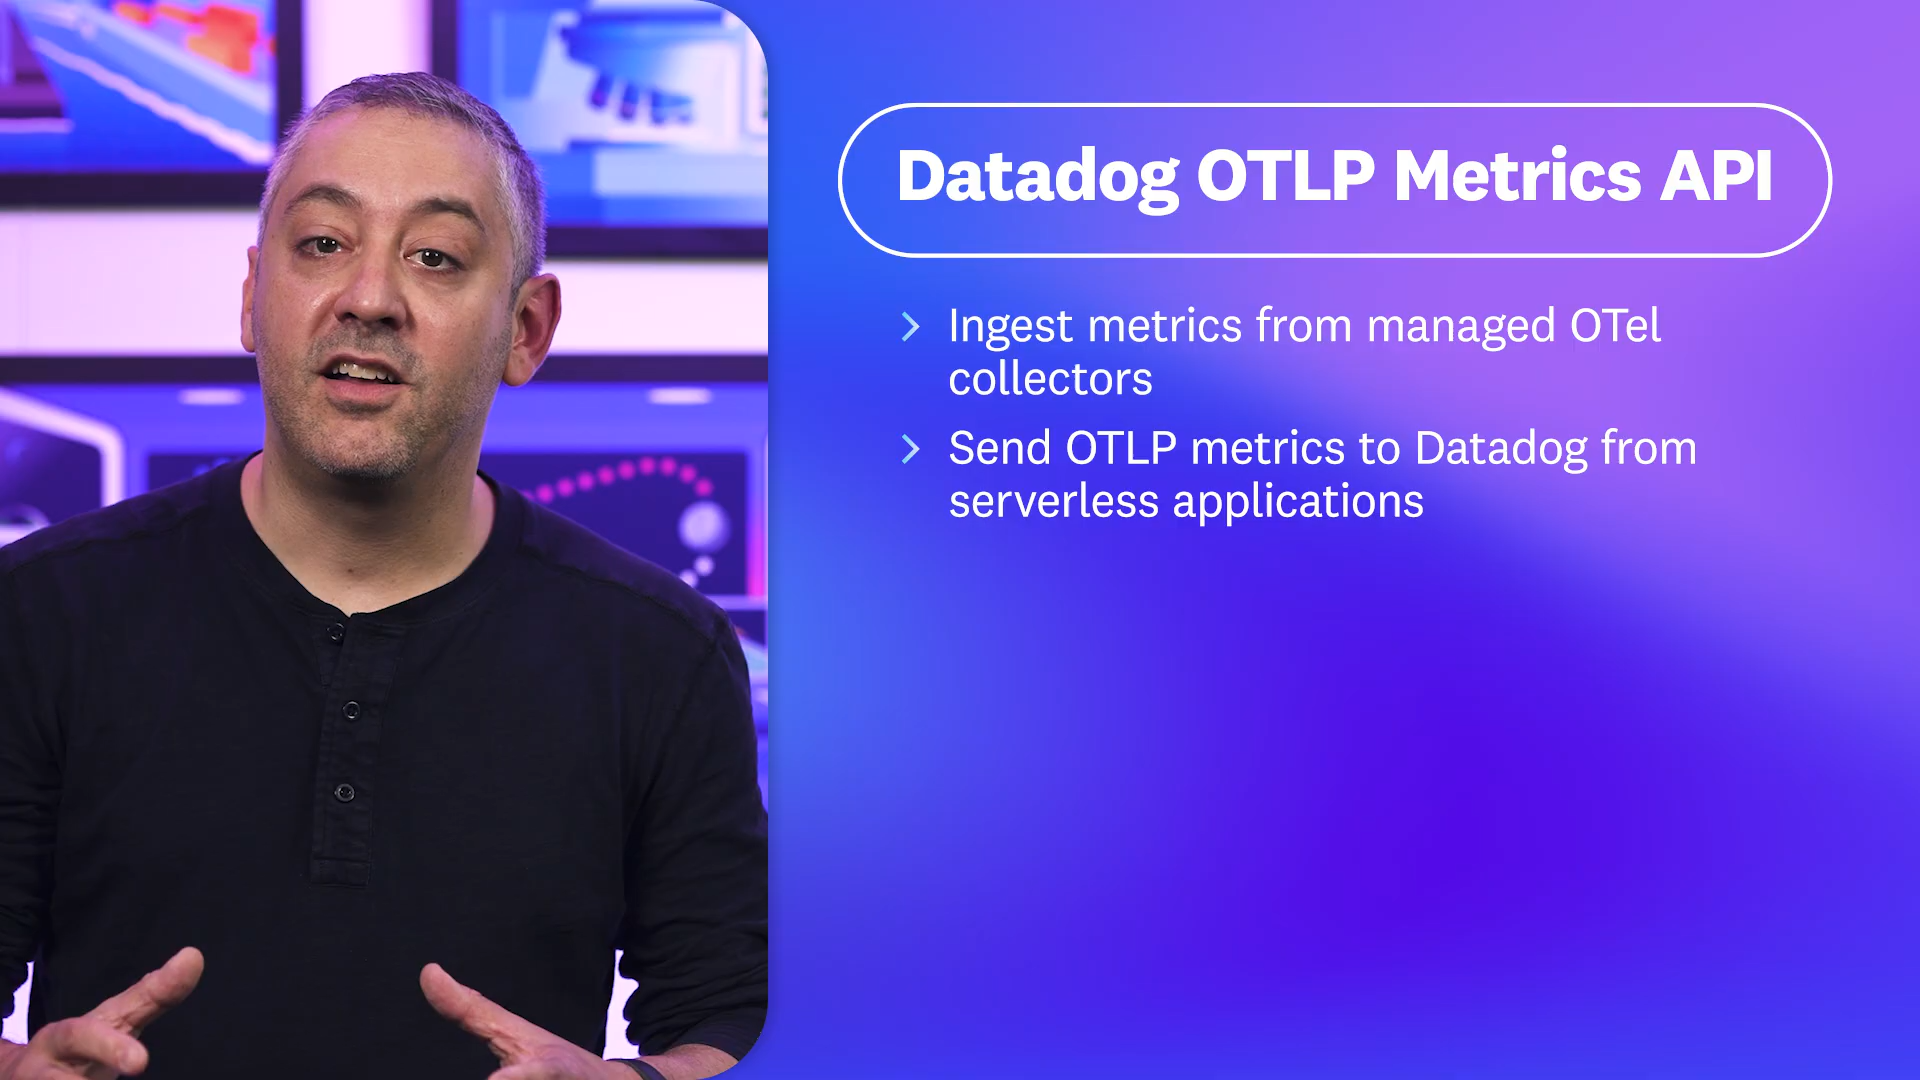 Datadog OTLP Metrics API
Ingest metrics from managed OTel
collectors
Send OTLP metrics to Datadog from
serverless applications